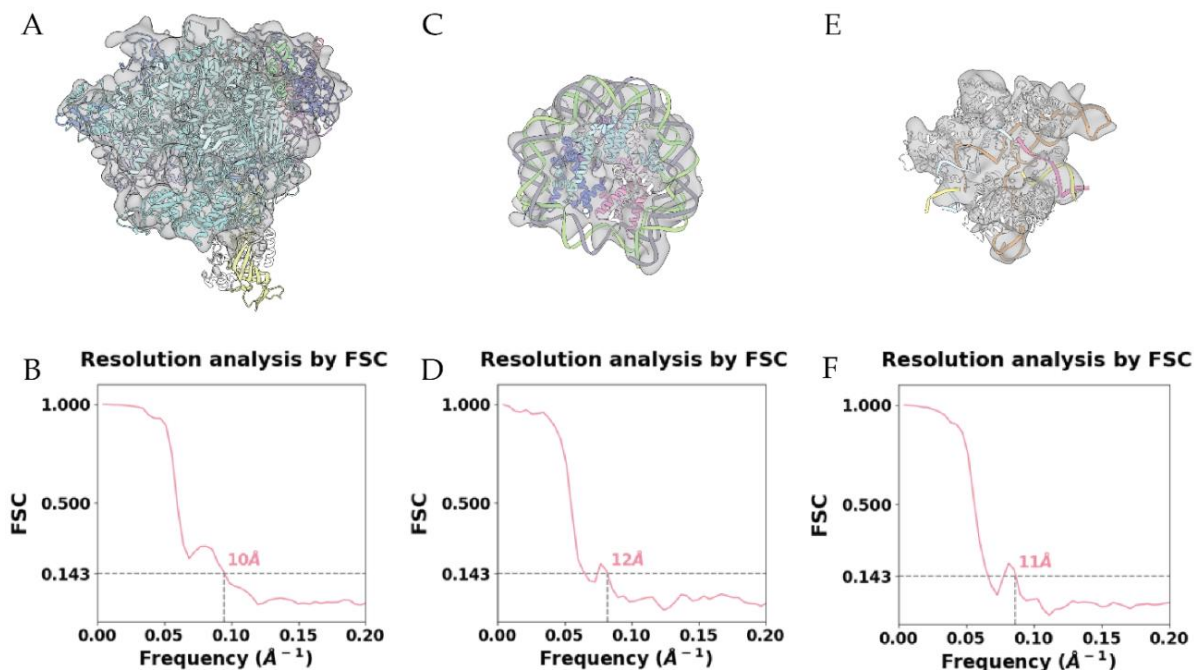 A
C
E
B
Resolution analysis by FSC
1.000
0.500
0.143
10Å
FSC
0.00 0.05 0.10 0.15 0.20
Frequency (Å⁻¹)
D
Resolution analysis by FSC
1.000
0.500
0.143
12Å
FSC
0.00 0.05 0.10 0.15 0.20
Frequency (Å⁻¹)
F
Resolution analysis by FSC
1.000
0.500
0.143
11Å
FSC
0.00 0.05 0.10 0.15 0.20
Frequency (Å⁻¹)